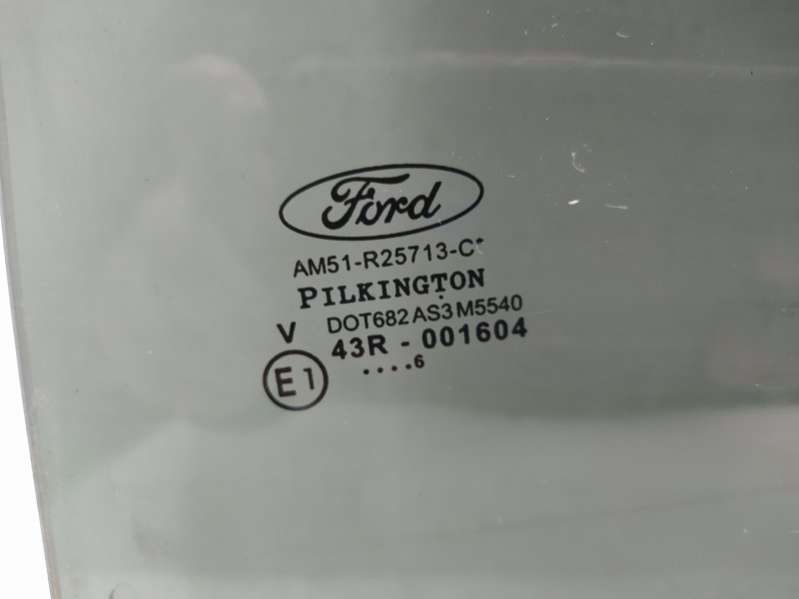 Ford
AM51-R25713-C*
PILKINGTON
DOT682 AS3 M5540
V
43R - 001604
E1
....6